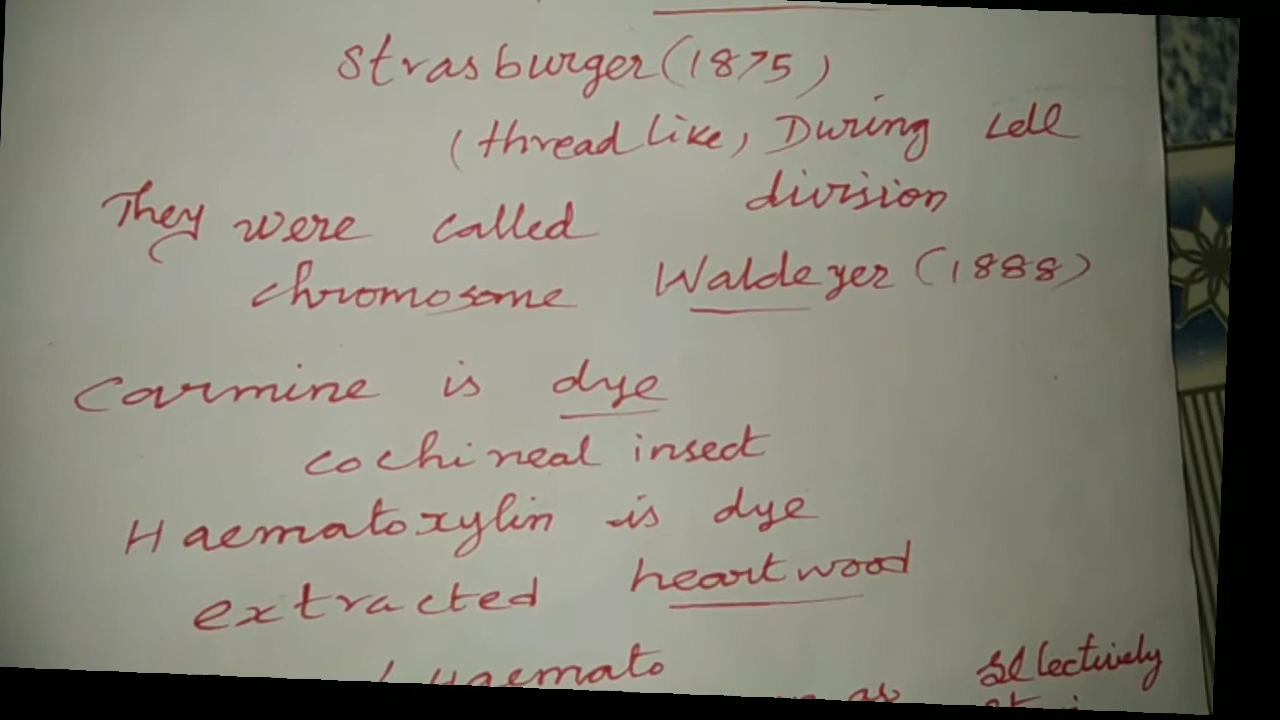 Strasburger (1875)
(thread like, During cell
division
They were called
chromosome Waldeyer (1888)
Carmine is dye
cochineal insect
Haematoxylin is dye
extracted heartwood
Haemato
as selectively